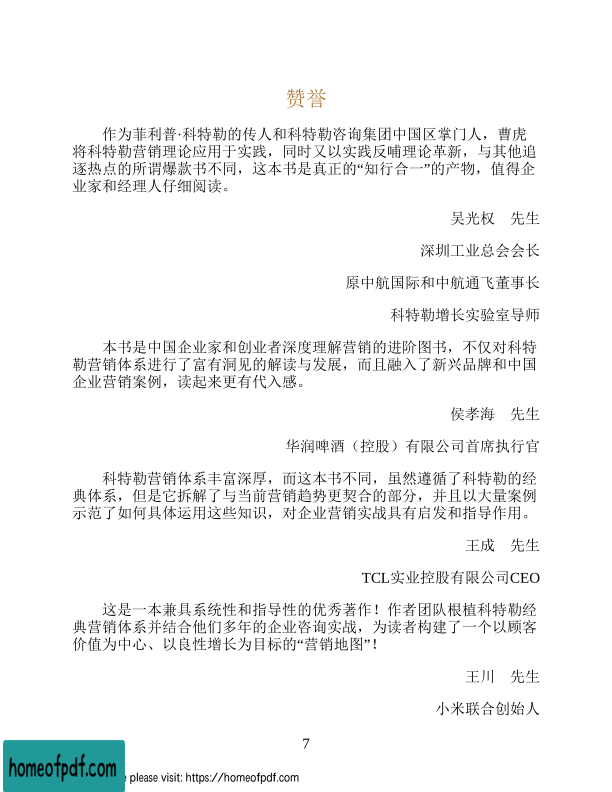 赞誉
作为菲利普·科特勒的传人和科特勒咨询集团中国区掌门人，曹虎
将科特勒营销理论应用于实践，同时又以实践反哺理论革新，与其他追
逐热点的所谓爆款书不同，这本书是真正的“知行合一”的产物，值得企
业家和经理人仔细阅读。
吴光权　先生
深圳工业总会会长
原中航国际和中航通飞董事长
科特勒增长实验室导师
本书是中国企业家和创业者深度理解营销的进阶图书，不仅对科特
勒营销体系进行了富有洞见的解读与发展，而且融入了新兴品牌和中国
企业营销案例，读起来更有代入感。
侯孝海　先生
华润啤酒（控股）有限公司首席执行官
科特勒营销体系丰富深厚，而这本书不同，虽然遵循了科特勒的经
典体系，但是它拆解了与当前营销趋势更契合的部分，并且以大量案例
示范了如何具体运用这些知识，对企业营销实战具有启发和指导作用。
王成　先生
TCL实业控股有限公司CEO
这是一本兼具系统性和指导性的优秀著作！作者团队根植科特勒经
典营销体系并结合他们多年的企业咨询实战，为读者构建了一个以顾客
价值为中心、以良性增长为目标的“营销地图”！
王川　先生
小米联合创始人
7
homeofpdf.com
e please visit: https://homeofpdf.com